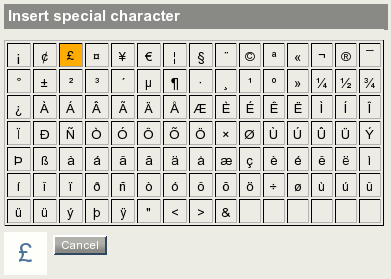 Insert special character
¡ ¢ £ ¤ ¥ € ¦ § ¨ © ª « ¬ ® ¯
° ± ² ³ ´ µ ¶ · ¸ ¹ º » ¼ ½ ¾
¿ À Á Â Ã Ä Å Æ È É Ê Ë Ì Í Î
Ï Ð Ñ Ò Ó Ô Õ Ö × Ø Ù Ú Û Ü Ý
Þ ß à á â ã ä å æ ç è é ê ë ì
í î ï ð ñ ò ó ô õ ö ÷ ø ù ú û
ü ü ý þ ÿ " < > &
£ Cancel